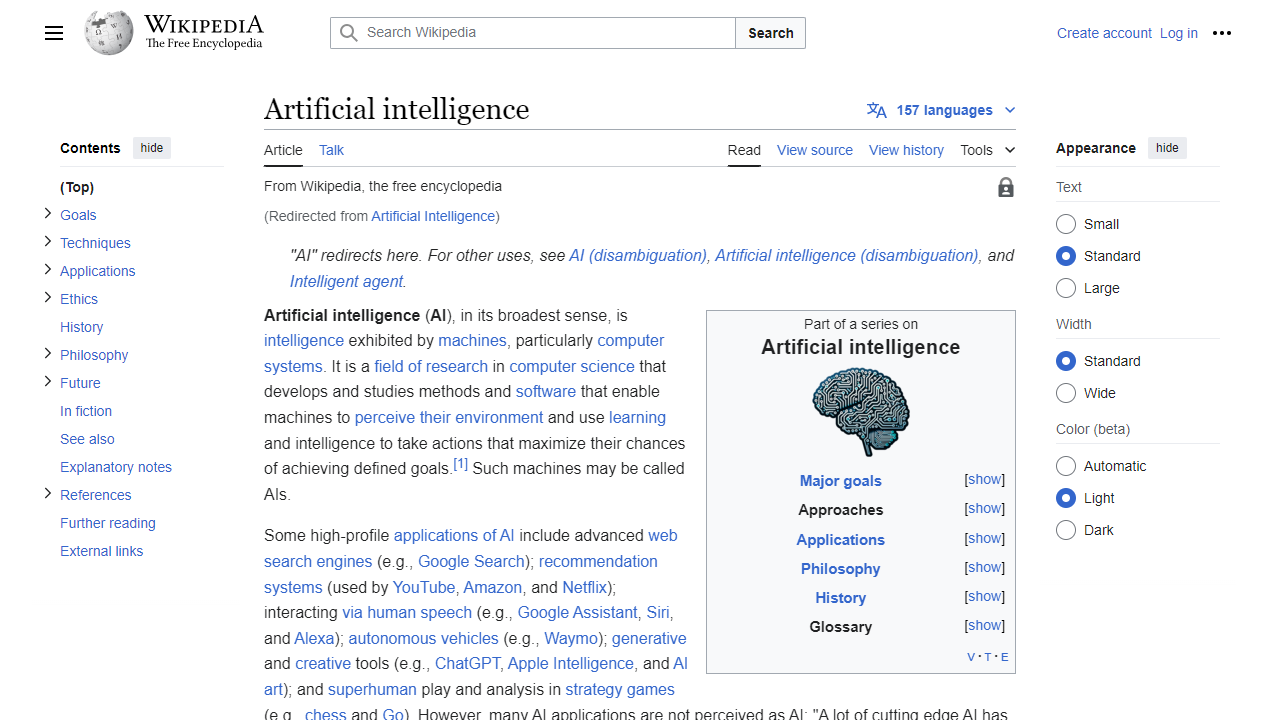 WIKIPEDIA
The Free Encyclopedia
Search Wikipedia
Search
Create account Log in
Artificial intelligence
157 languages
Contents hide
(Top)
Goals
Techniques
Applications
Ethics
History
Philosophy
Future
In fiction
See also
Explanatory notes
References
Further reading
External links
Article Talk Read View source View history Tools
From Wikipedia, the free encyclopedia
(Redirected from Artificial Intelligence)
"AI" redirects here. For other uses, see AI (disambiguation), Artificial intelligence (disambiguation), and
Intelligent agent.
Artificial intelligence (AI), in its broadest sense, is
intelligence exhibited by machines, particularly computer
systems. It is a field of research in computer science that
develops and studies methods and software that enable
machines to perceive their environment and use learning
and intelligence to take actions that maximize their chances
of achieving defined goals.[1] Such machines may be called
AIs.
Some high-profile applications of AI include advanced web
search engines (e.g., Google Search); recommendation
systems (used by YouTube, Amazon, and Netflix);
interacting via human speech (e.g., Google Assistant, Siri,
and Alexa); autonomous vehicles (e.g., Waymo); generative
and creative tools (e.g., ChatGPT, Apple Intelligence, and AI
art); and superhuman play and analysis in strategy games
(e.g., chess and Go). However, many AI applications are not perceived as AI: "A lot of cutting edge AI has
Part of a series on
Artificial intelligence
Major goals [show]
Approaches [show]
Applications [show]
Philosophy [show]
History [show]
Glossary [show]
V · T · E
Appearance hide
Text
Small
Standard
Large
Width
Standard
Wide
Color (beta)
Automatic
Light
Dark